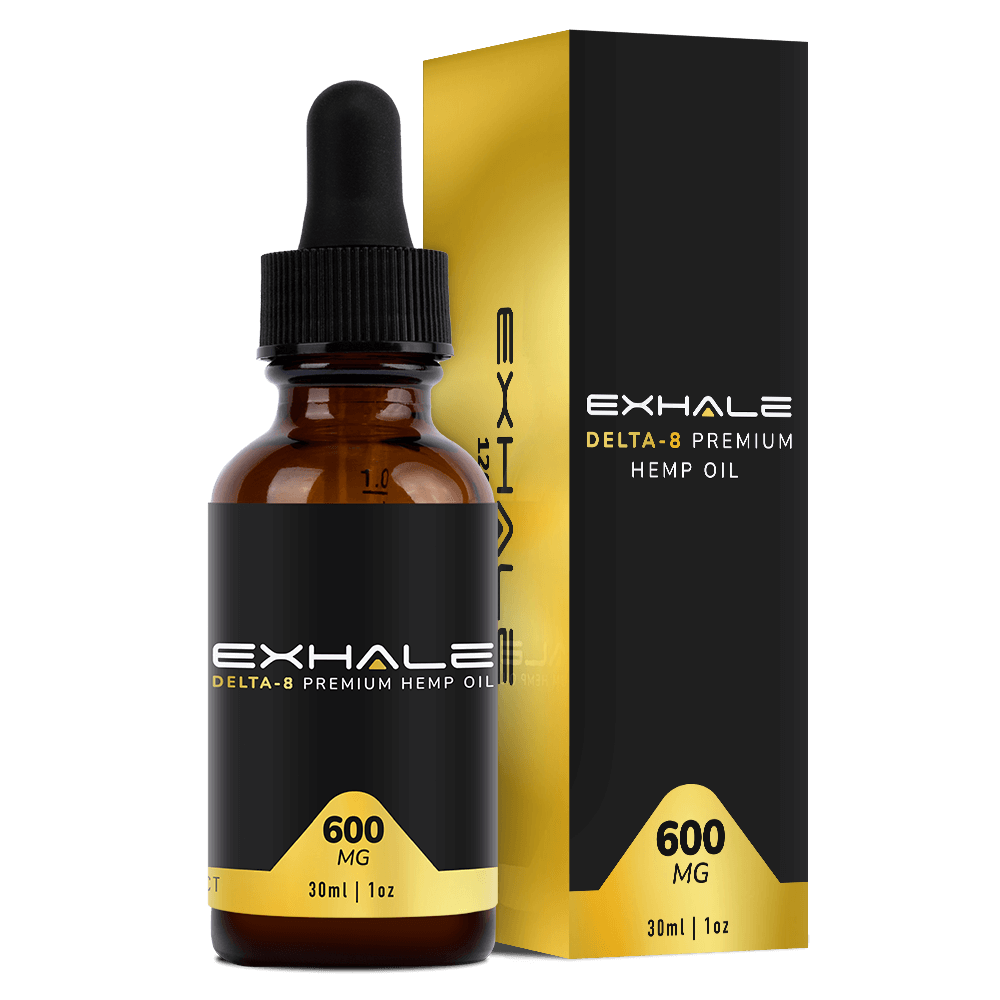 1.0
EXHALE
DELTA-8 PREMIUM HEMP OIL
600
MG
30ml | 1oz
CT
EXHALE
EXHALE
DELTA-8 PREMIUM
HEMP OIL
600
MG
30ml | 1oz